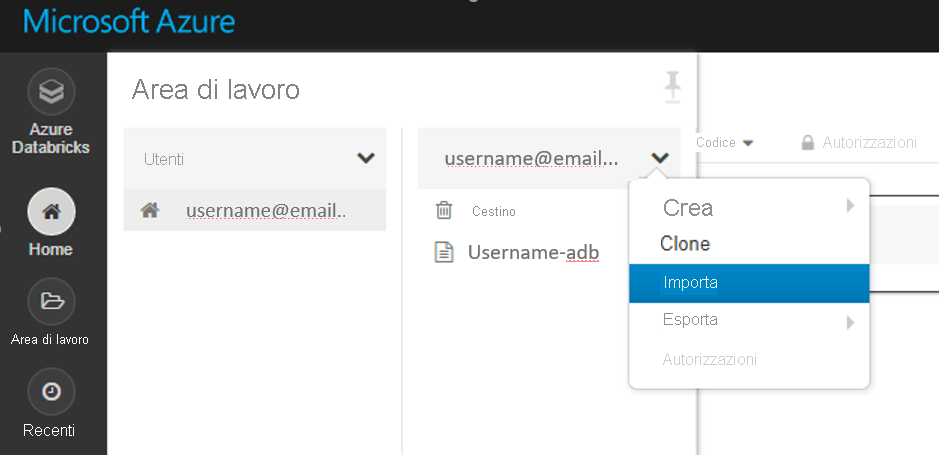 Microsoft Azure
Azure
Databricks
Home
Area di lavoro
Recenti
Area di lavoro
Utenti
username@email..
username@email...
Cestino
Username-adb
Codice
Autorizzazioni
Crea
Clone
Importa
Esporta
Autorizzazioni